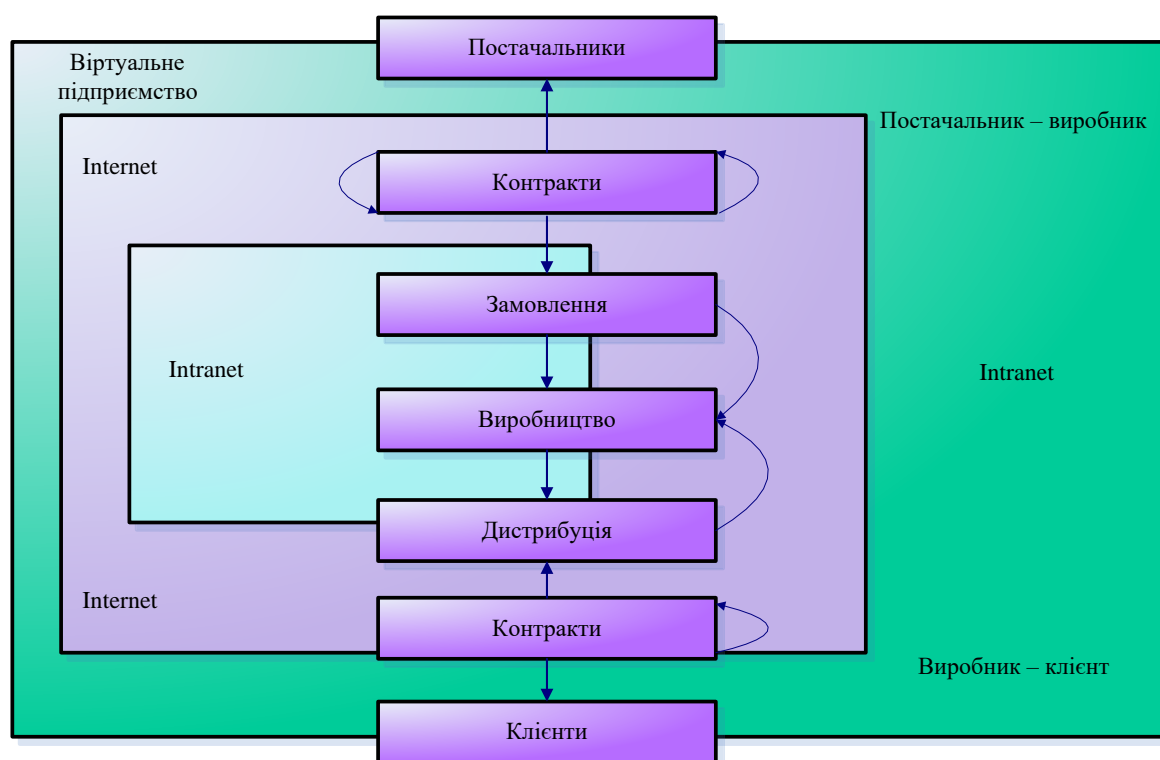 Постачальники
Віртуальне
підприємство
Постачальник – виробник
Internet
Контракти
Замовлення
Intranet
Intranet
Виробництво
Дистрибуція
Internet
Контракти
Виробник – клієнт
Клієнти